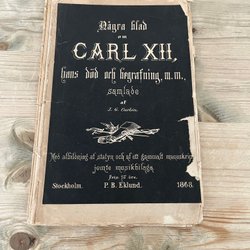 Några blad
om
CARL XII,
hans död och begrafning, m. m.,
samlade
af
J. G. Carlén.
Med afbildning af statyn och af ett gammalt manuskript
jemte musikbilaga
Stockholm. P. B. Eklund. 1868.